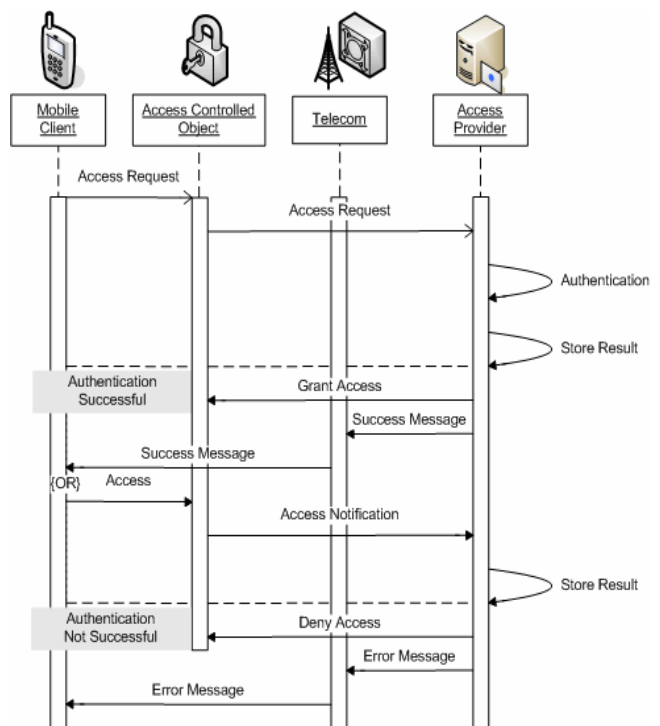 Mobile
Client
Access Controlled
Object
Telecom
Access
Provider
Access Request
Access Request
Authentication
Store Result
Authentication
Successful
Grant Access
Success Message
Success Message
{OR}
Access
Access Notification
Store Result
Authentication
Not Successful
Deny Access
Error Message
Error Message